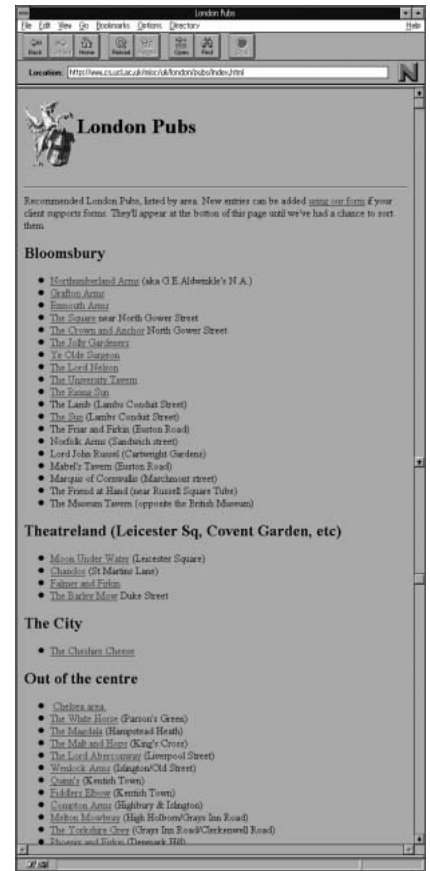 London Pubs
File Edit View Go Bookmarks Options Directory Help
Back Home Reload Open Find
Location: http://www.cs.ucl.ac.uk/misc/uk/london/pubs/index.html
N
London Pubs
Recommended London Pubs, listed by area. New entries can be added using our form if your
client supports forms. They'll appear at the bottom of this page until we've had a chance to sort
them.
Bloomsbury
Northumberland Arms (aka G.E.Aldwinkle's N.A.)
Grafton Arms
Exmouth Arms
The Square near North Gower Street
The Crown and Anchor North Gower Street
The Jolly Gardeners
Ye Olde Surgeon
The Lord Nelson
The University Tavern
The Rising Sun
The Lamb (Lambs Conduit Street)
The Sun (Lambs Conduit Street)
The Friar and Firkin (Euston Road)
Norfolk Arms (Sandwich street)
Lord John Russel (Cartwright Gardens)
Mabel's Tavern (Euston Road)
Marquis of Cornwallis (Marchmont street)
The Friend at Hand (near Russell Square Tube)
The Museum Tavern (opposite the British Museum)
Theatreland (Leicester Sq, Covent Garden, etc)
Moon Under Water (Leicester Square)
Chandos (St Martins Lane)
Falmer and Firkin
The Barley Mow Duke Street
The City
The Cheshire Cheese
Out of the centre
Chelsea area.
The White Horse (Parson's Green)
The Magdala (Hampstead Heath)
The Malt and Hops (King's Cross)
The Lord Aberconway (Liverpool Street)
Wenlock Arms (Islington/Old Street)
Quinn's (Kentish Town)
Fiddlers Elbow (Kentish Town)
Compton Arms (Highbury & Islington)
Melton Mowbray (High Holborn/Grays Inn Road)
The Yorkshire Grey (Grays Inn Road/Clerkenwell Road)
Phoenix and Firkin (Denmark Hill)